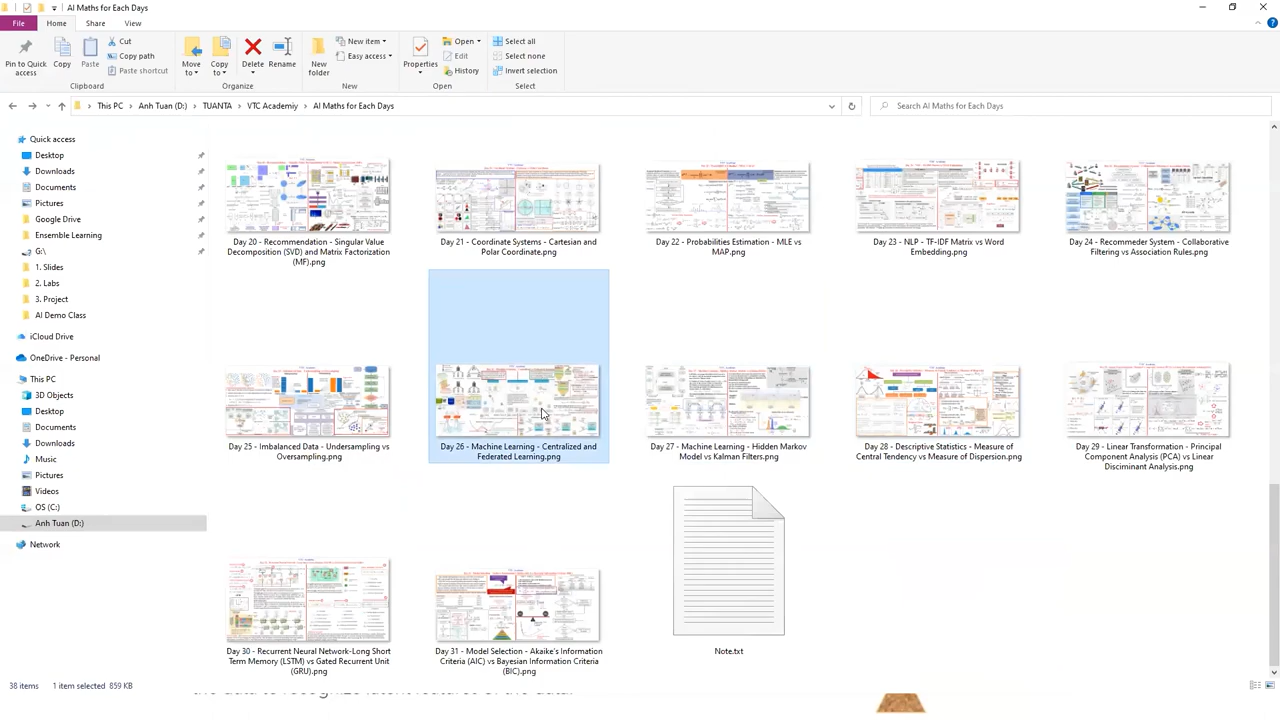 AI Maths for Each Days
File
Home
Share
View
Pin to Quick access
Copy
Paste
Cut
Copy path
Paste shortcut
Move to
Copy to
Delete
Rename
New folder
New item
Easy access
Properties
Open
Edit
History
Select all
Select none
Invert selection
Clipboard
Organize
New
Open
Select
This PC
Anh Tuan (D:)
TUANTA
VTC Academiy
AI Maths for Each Days
Search AI Maths for Each Days
Quick access
Desktop
Downloads
Documents
Pictures
Google Drive
Ensemble Learning
G:\
1. Slides
2. Labs
3. Project
AI Demo Class
iCloud Drive
OneDrive - Personal
This PC
3D Objects
Desktop
Documents
Downloads
Music
Pictures
Videos
OS (C:)
Anh Tuan (D:)
Network
Day 20 - Recommendation - Singular Value
Decomposition (SVD) and Matrix Factorization
(MF).png
Day 21 - Coordinate Systems - Cartesian and
Polar Coordinate.png
Day 22 - Probabilities Estimation - MLE vs
MAP.png
Day 23 - NLP - TF-IDF Matrix vs Word
Embedding.png
Day 24 - Recommeder System - Collaborative
Filtering vs Association Rules.png
Day 25 - Imbalanced Data - Undersampling vs
Oversampling.png
Day 26 - Machine Learning - Centralized and
Federated Learning.png
Day 27 - Machine Learning - Hidden Markov
Model vs Kalman Filters.png
Day 28 - Descriptive Statistics - Measure of
Central Tendency vs Measure of Dispersion.png
Day 29 - Linear Transformation - Principal
Component Analysis (PCA) vs Linear
Disciminant Analysis.png
Day 30 - Recurrent Neural Network-Long Short
Term Memory (LSTM) vs Gated Recurrent Unit
(GRU).png
Day 31 - Model Selection - Akaike's Information
Criteria (AIC) vs Bayesian Information Criteria
(BIC).png
Note.txt
38 items
1 item selected 859 KB